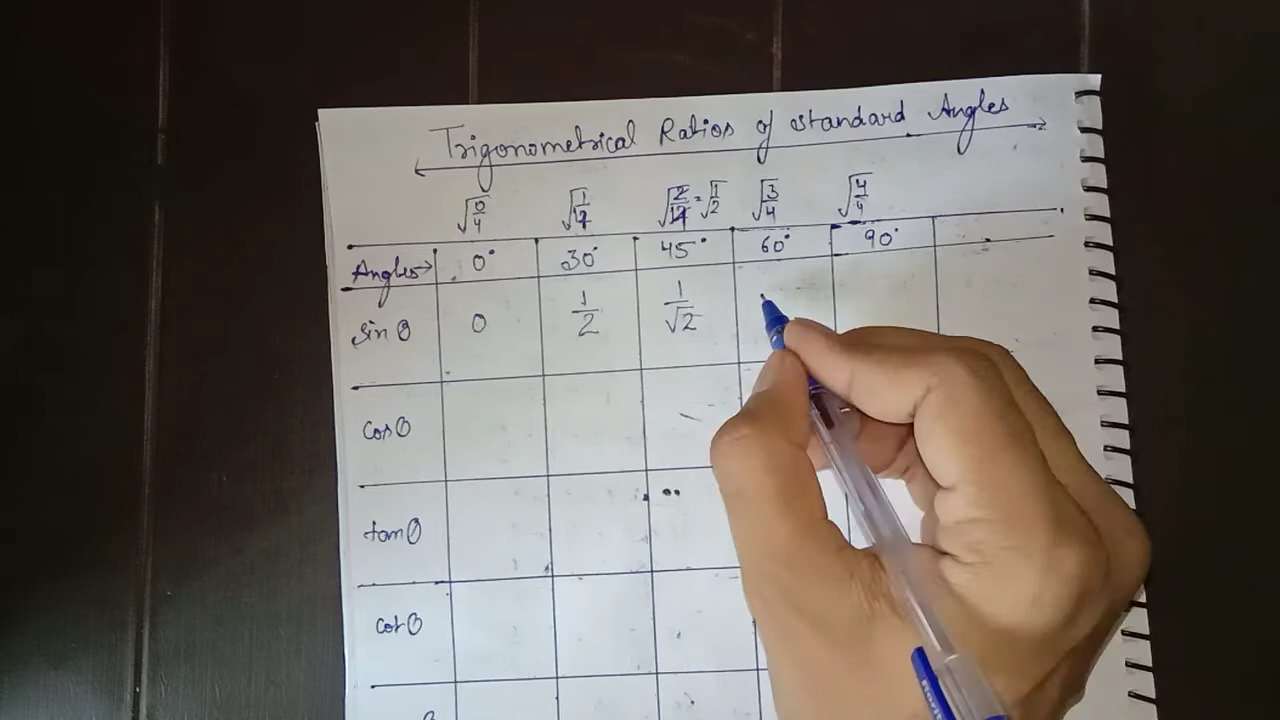 Trigonometrical Ratios of standard Angles
√0/4 √1/4 √2/4 = √1/2 √3/4 √4/4
Angles→ 0° 30° 45° 60° 90°
sin θ 0 1/2 1/√2
cos θ
tan θ
cot θ